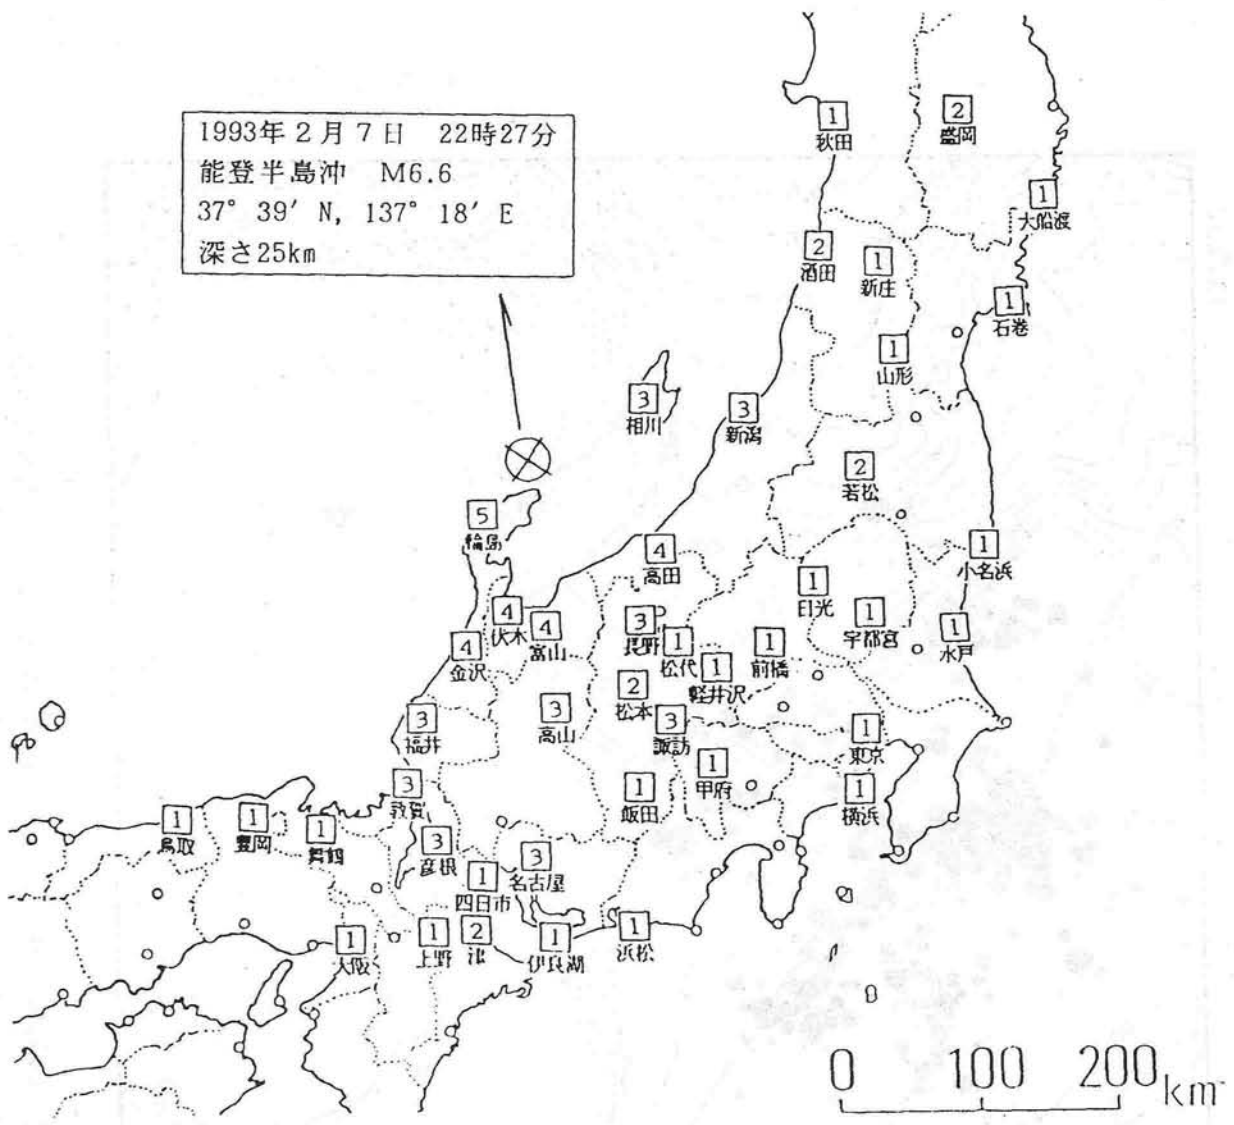 1993年2月7日 22時27分
能登半島沖 M6.6
37° 39′ N, 137° 18′ E
深さ25km
1
秋田
2
盛岡
1
大船渡
2
酒田
1
新庄
1
石巻
1
山形
3
相川
3
新潟
2
若松
5
輪島
4
高田
1
小名浜
1
日光
4
伏木
4
富山
3
長野
1
宇都宮
1
水戸
4
金沢
1
松代
1
軽井沢
1
前橋
2
松本
3
福井
3
高山
3
諏訪
1
東京
1
甲府
3
敦賀
1
飯田
1
横浜
1
鳥取
1
豊岡
1
舞鶴
3
彦根
3
名古屋
1
四日市
1
大阪
1
上野
2
津
1
伊良湖
1
浜松
0 100 200km